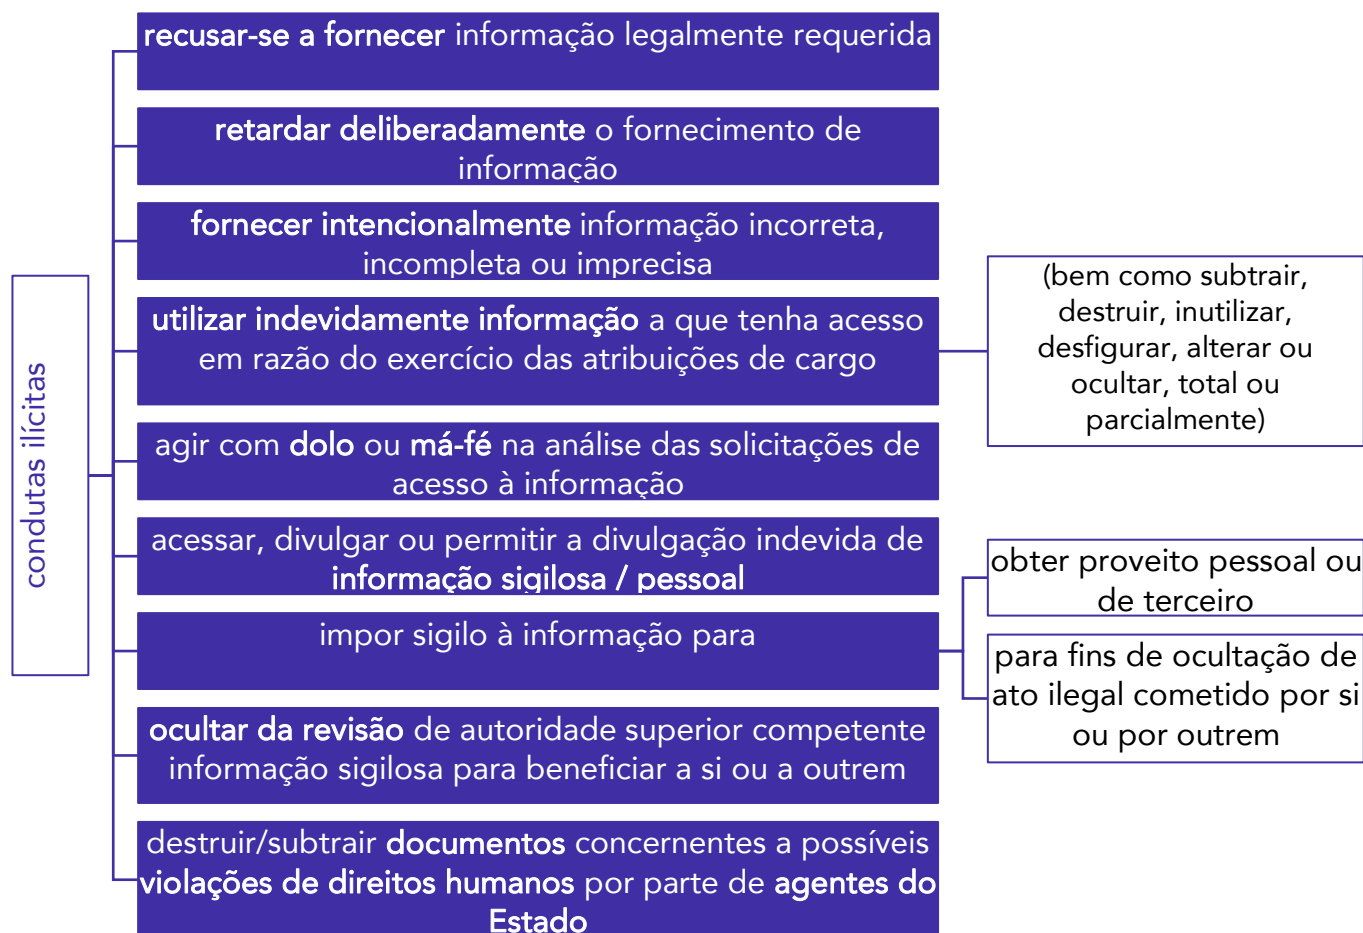 condutas ilícitas
recusar-se a fornecer informação legalmente requerida
retardar deliberadamente o fornecimento de
informação
fornecer intencionalmente informação incorreta,
incompleta ou imprecisa
utilizar indevidamente informação a que tenha acesso
em razão do exercício das atribuições de cargo
(bem como subtrair,
destruir, inutilizar,
desfigurar, alterar ou
ocultar, total ou
parcialmente)
agir com dolo ou má-fé na análise das solicitações de
acesso à informação
acessar, divulgar ou permitir a divulgação indevida de
informação sigilosa / pessoal
impor sigilo à informação para
obter proveito pessoal ou
de terceiro
para fins de ocultação de
ato ilegal cometido por si
ou por outrem
ocultar da revisão de autoridade superior competente
informação sigilosa para beneficiar a si ou a outrem
destruir/subtrair documentos concernentes a possíveis
violações de direitos humanos por parte de agentes do
Estado